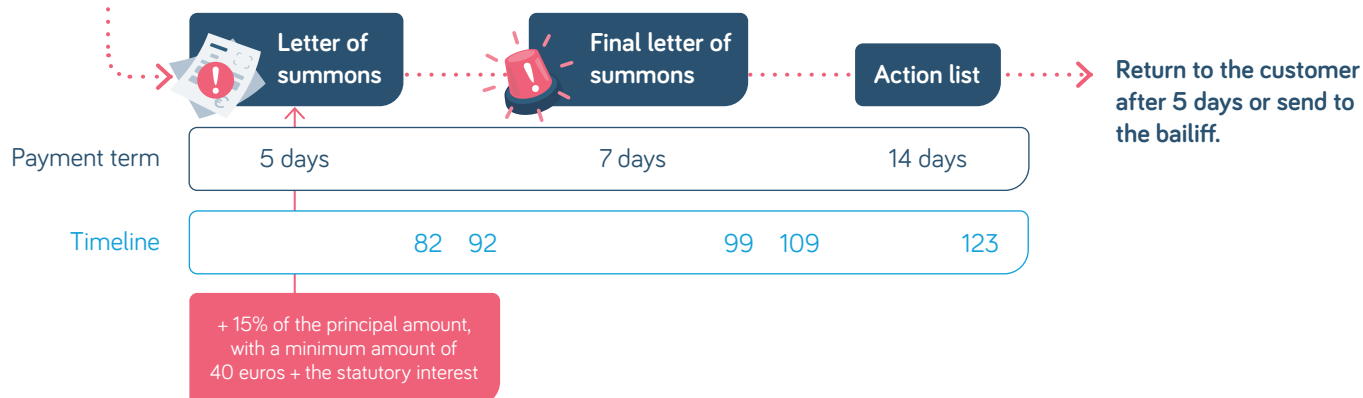 Letter of
summons
Final letter of
summons
Action list
Return to the customer
after 5 days or send to
the bailiff.
Payment term
5 days
7 days
14 days
Timeline
82
92
99
109
123
+ 15% of the principal amount,
with a minimum amount of
40 euros + the statutory interest